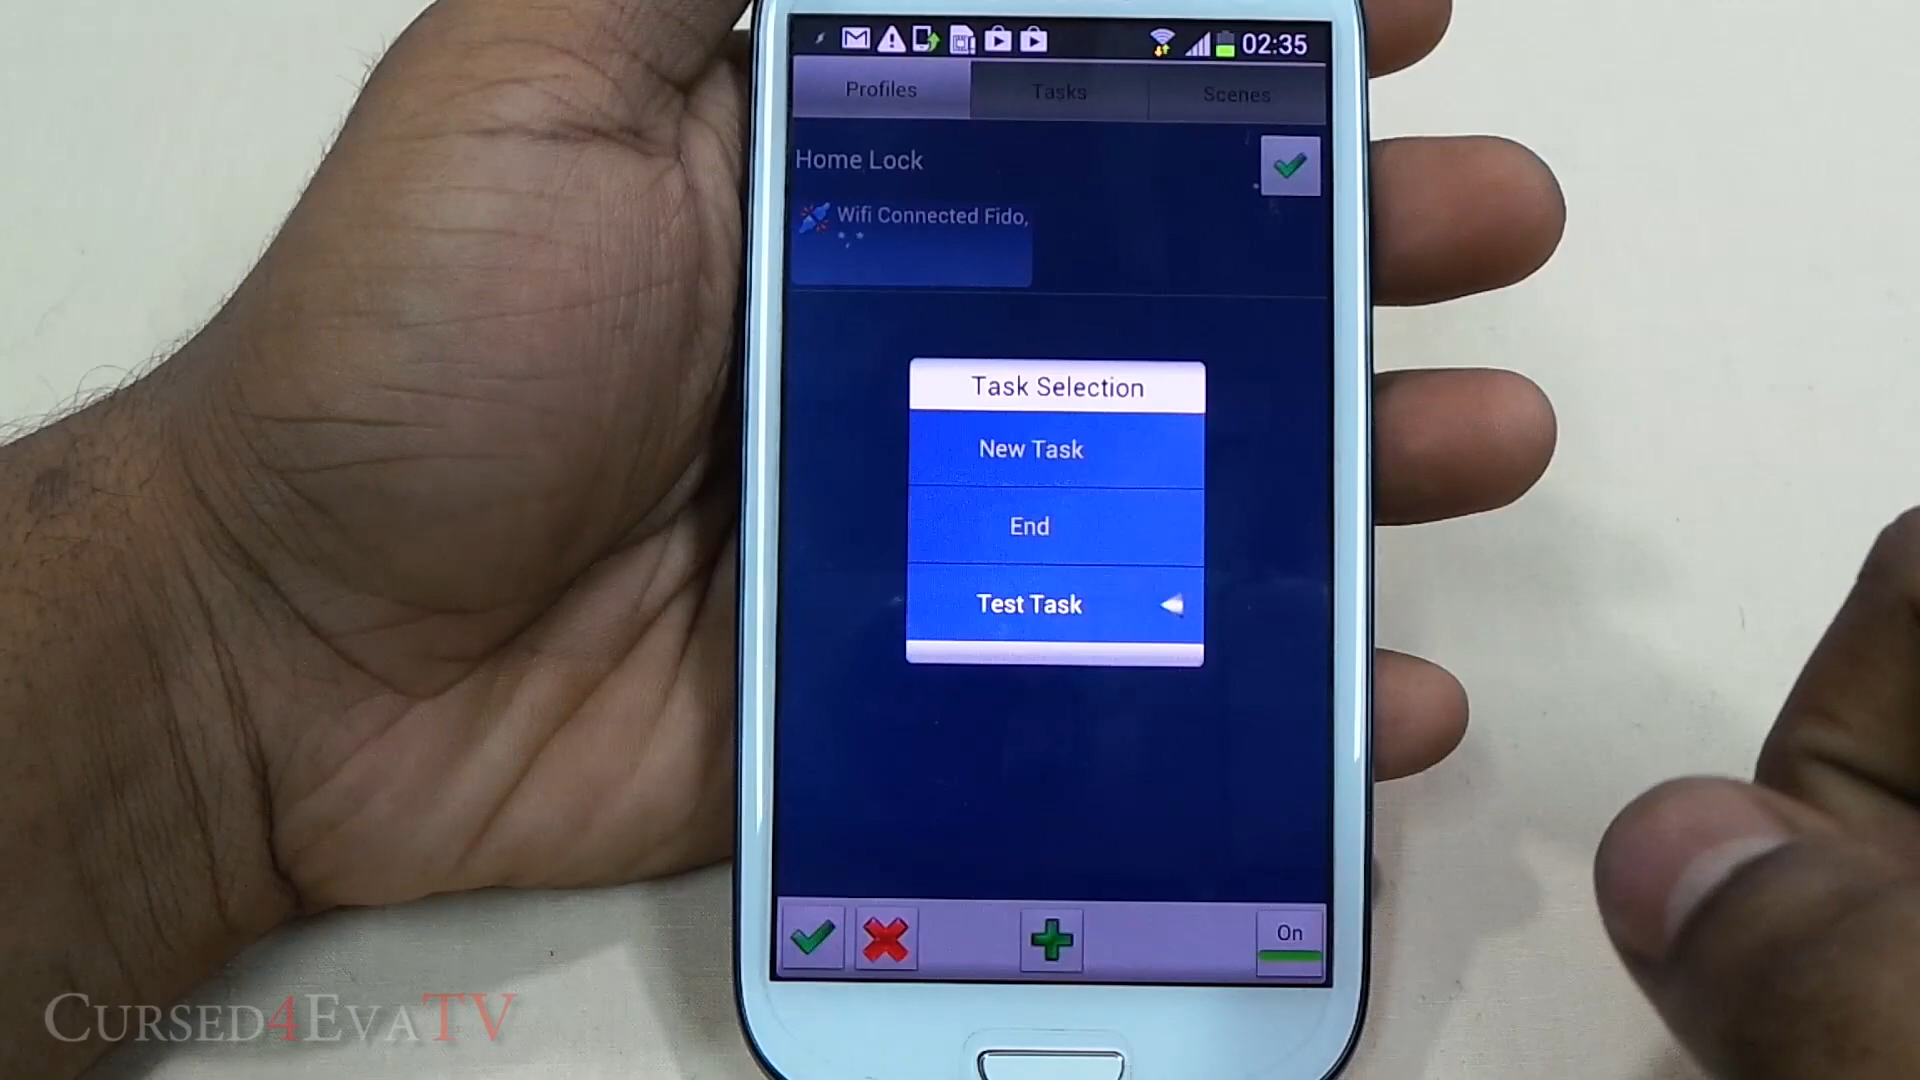 02:35
Profiles
Tasks
Scenes
Home Lock
Wifi Connected Fido,
*,*
Task Selection
New Task
End
Test Task
On
CURSED4EVATV